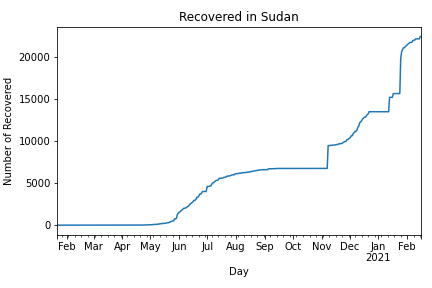 Recovered in Sudan
Number of Recovered
20000
15000
10000
5000
0
Feb Mar Apr May Jun Jul Aug Sep Oct Nov Dec Jan Feb
2021
Day